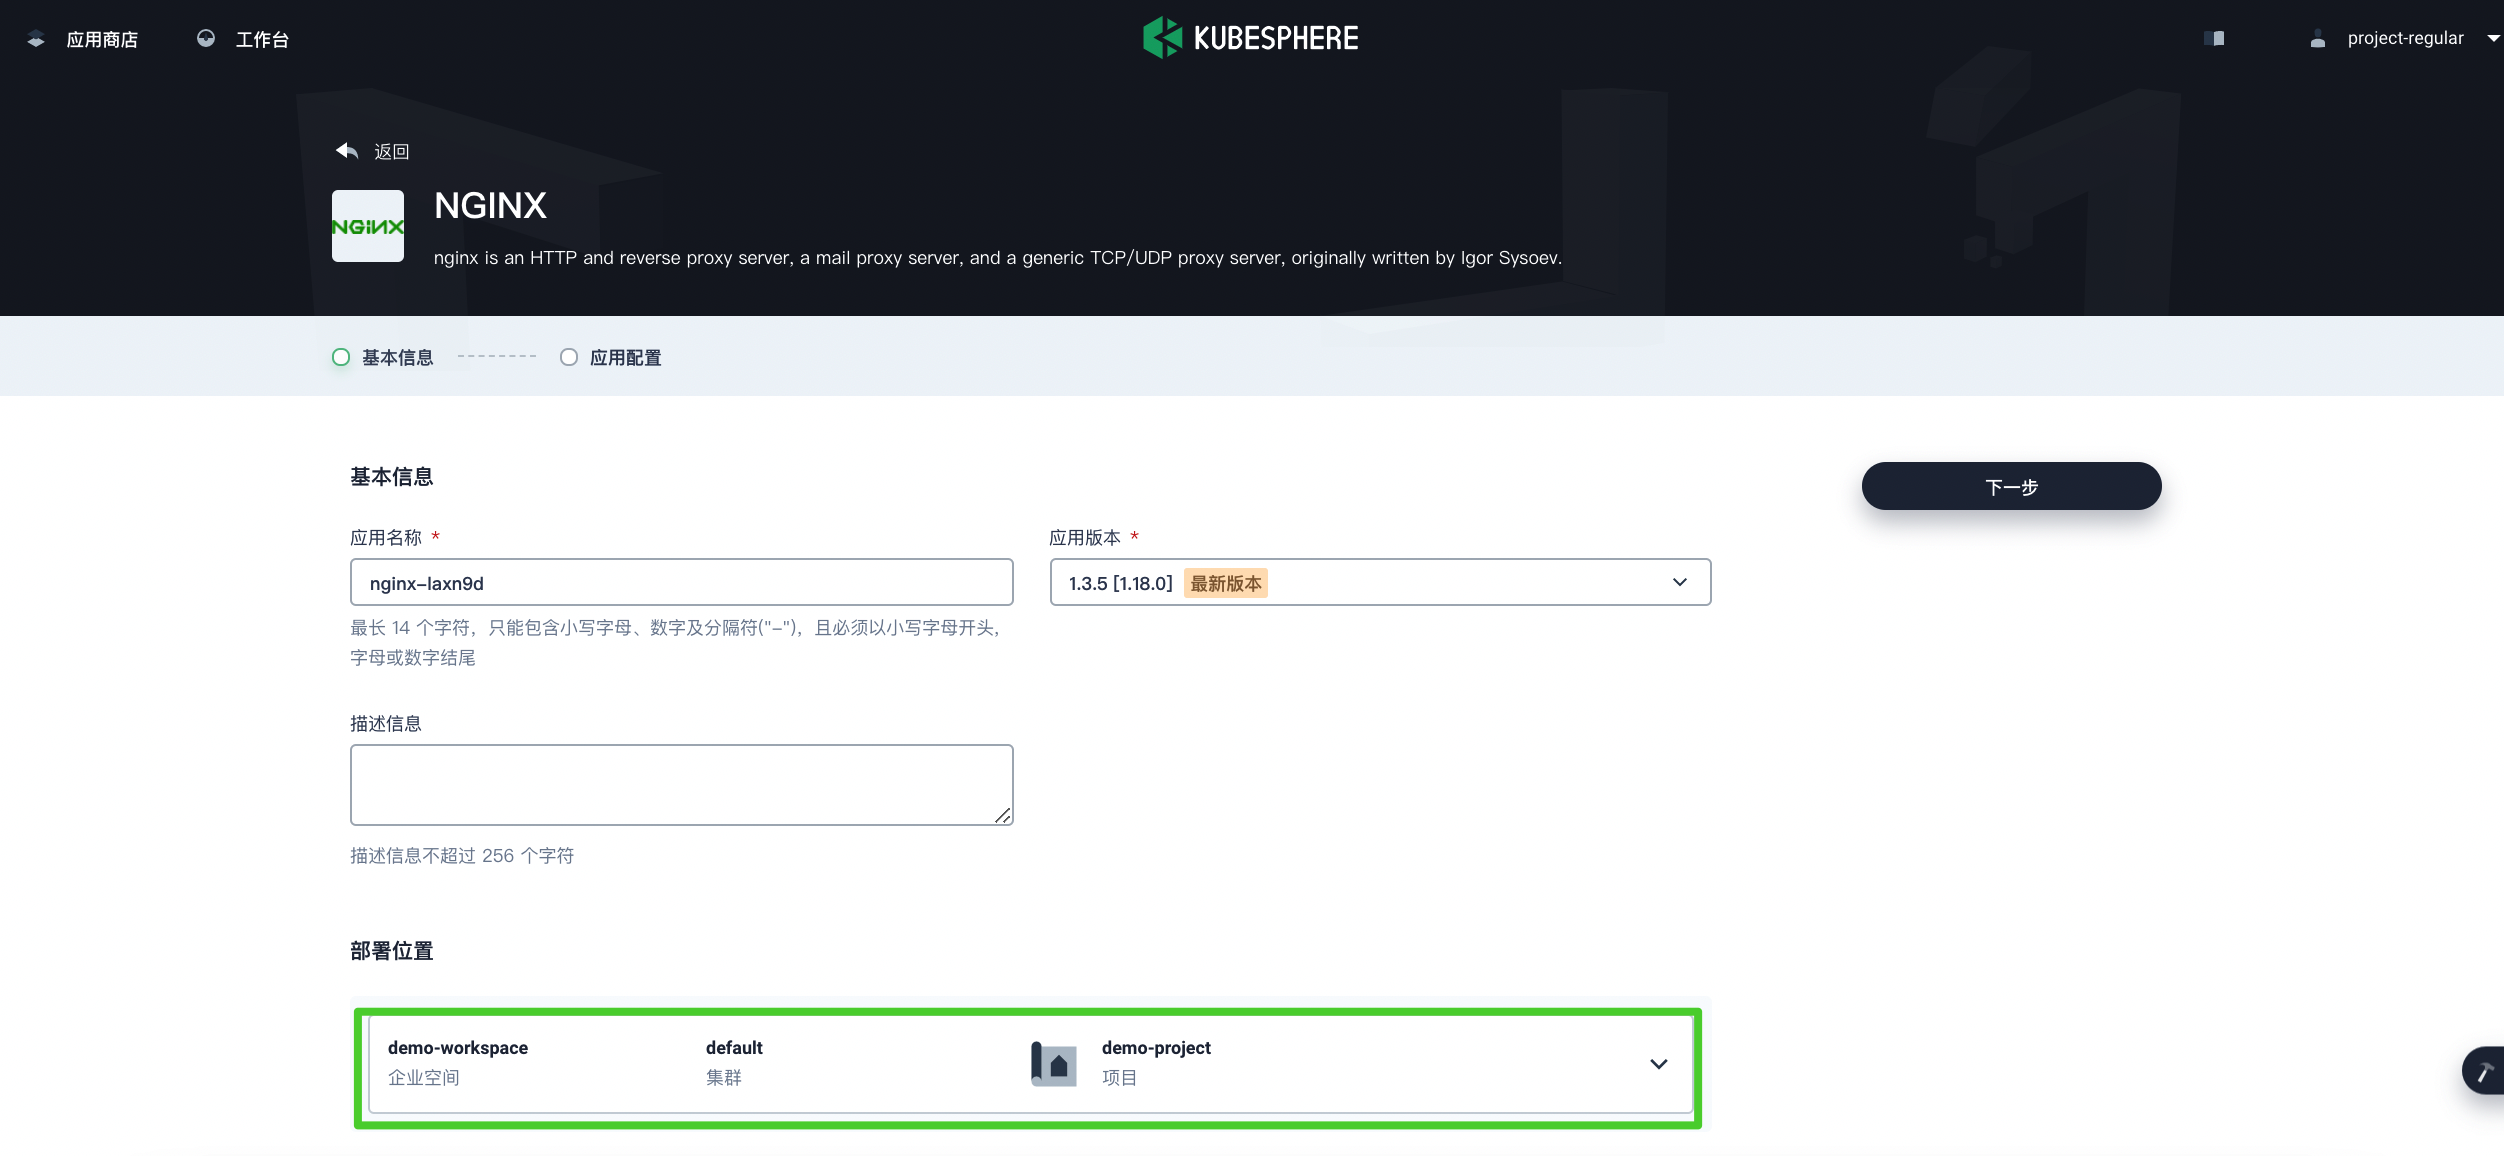 应用商店
工作台
KUBESPHERE
project-regular
返回
NGINX
NGINX
nginx is an HTTP and reverse proxy server, a mail proxy server, and a generic TCP/UDP proxy server, originally written by Igor Sysoev.
基本信息
应用配置
基本信息
下一步
应用名称 *
应用版本 *
nginx-laxn9d
1.3.5 [1.18.0] 最新版本
最长 14 个字符，只能包含小写字母、数字及分隔符("-")，且必须以小写字母开头，
字母或数字结尾
描述信息
描述信息不超过 256 个字符
部署位置
demo-workspace
企业空间
default
集群
demo-project
项目